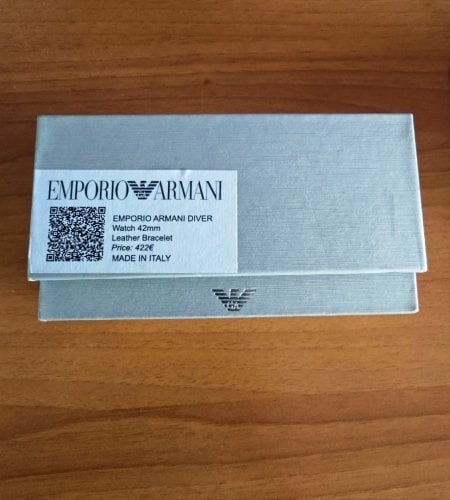 EMPORIO ARMANI
EMPORIO ARMANI DIVER
Watch 42mm
Leather Bracelet
Price: 422€
MADE IN ITALY